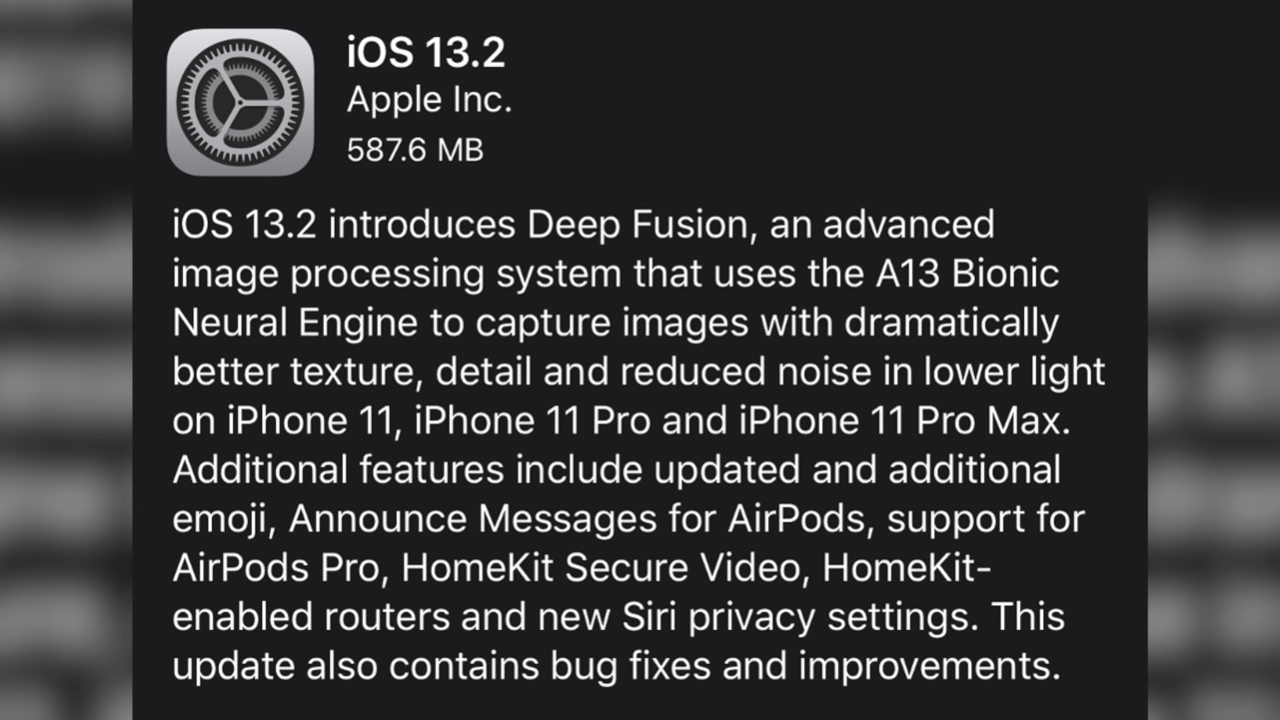 iOS 13.2
Apple Inc.
587.6 MB
iOS 13.2 introduces Deep Fusion, an advanced
image processing system that uses the A13 Bionic
Neural Engine to capture images with dramatically
better texture, detail and reduced noise in lower light
on iPhone 11, iPhone 11 Pro and iPhone 11 Pro Max.
Additional features include updated and additional
emoji, Announce Messages for AirPods, support for
AirPods Pro, HomeKit Secure Video, HomeKit-
enabled routers and new Siri privacy settings. This
update also contains bug fixes and improvements.